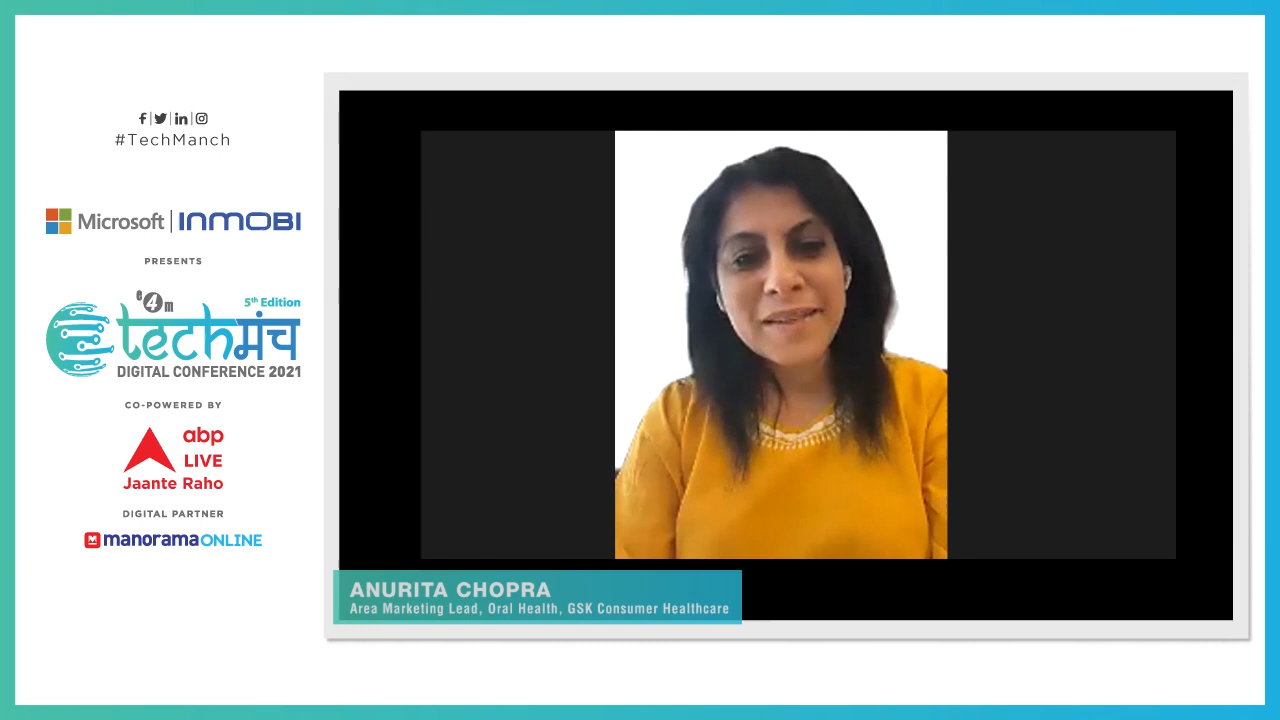 #TechManch
Microsoft | INMOBI
PRESENTS
e4m
5th Edition
techमंच
DIGITAL CONFERENCE 2021
CO-POWERED BY
abp
LIVE
Jaante Raho
DIGITAL PARTNER
manoramaONLINE
ANURITA CHOPRA
Area Marketing Lead, Oral Health, GSK Consumer Healthcare